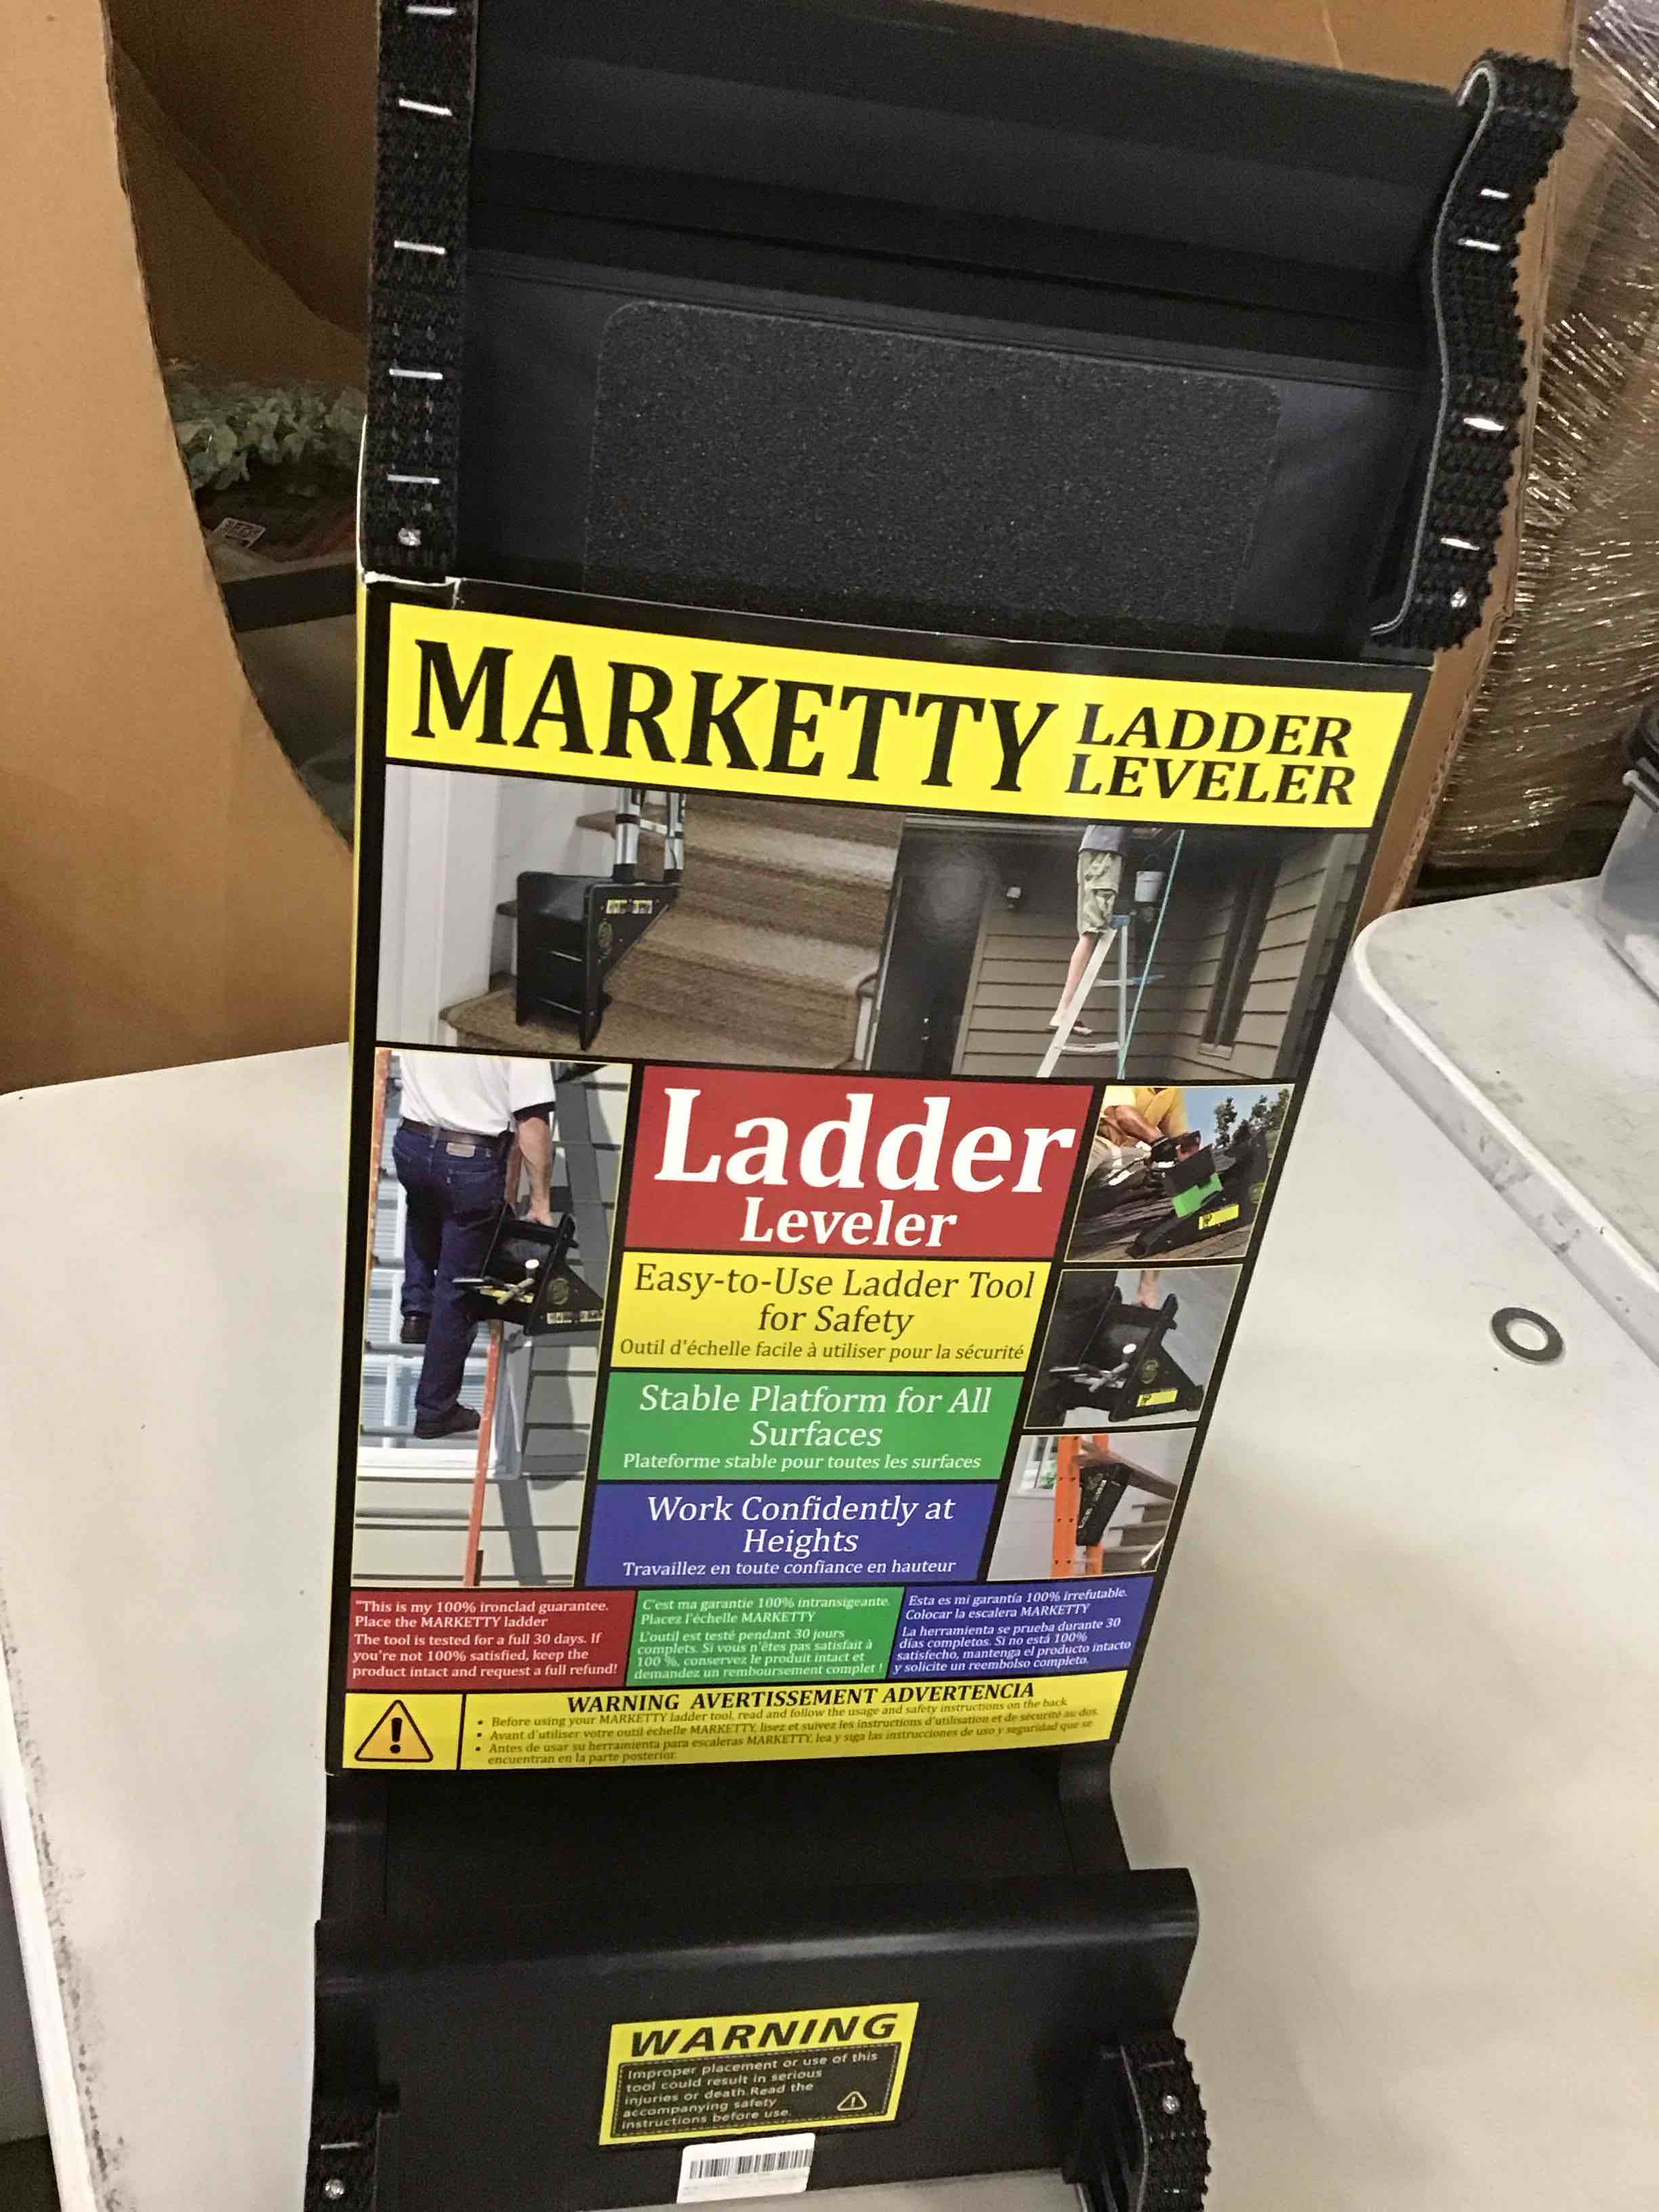 MARKETTY LADDER
LEVELER
Ladder
Leveler
Easy-to-Use Ladder Tool
for Safety
Outil d'échelle facile à utiliser pour la sécurité
Stable Platform for All
Surfaces
Plateforme stable pour toutes les surfaces
Work Confidently at
Heights
Travaillez en toute confiance en hauteur
"This is my 100% ironclad guarantee.
Place the MARKETTY ladder
The tool is tested for a full 30 days. If
you're not 100% satisfied, keep the
product intact and request a full refund!
C'est ma garantie 100% intransigeante.
Placez l'échelle MARKETTY
L'outil est testé pendant 30 jours
complets. Si vous n'êtes pas satisfait à
100 %, conservez le produit intact et
demandez un remboursement complet !
Esta es mi garantía 100% irrefutable.
Colocar la escalera MARKETTY
La herramienta se prueba durante 30
días completos. Si no está 100%
satisfecho, mantenga el producto intacto
y solicite un reembolso completo.
WARNING AVERTISSEMENT ADVERTENCIA
• Before using your MARKETTY ladder tool, read and follow the usage and safety instructions on the back.
• Avant d'utiliser votre outil échelle MARKETTY, lisez et suivez les instructions d'utilisation et de sécurité au dos.
• Antes de usar su herramienta para escaleras MARKETTY, lea y siga las instrucciones de uso y seguridad que se
encuentran en la parte posterior.
WARNING
Improper placement or use of this
tool could result in serious
injuries or death.Read the
accompanying safety
instructions before use.